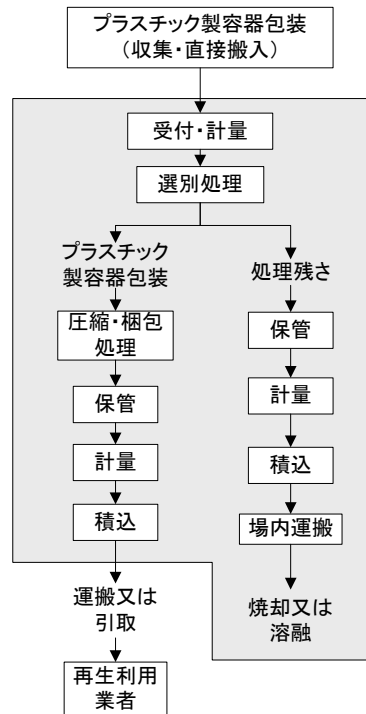 プラスチック製容器包装
（収集・直接搬入）
受付・計量
選別処理
プラスチック
製容器包装
圧縮・梱包
処理
保管
計量
積込
運搬又は
引取
再生利用
業者
処理残さ
保管
計量
積込
場内運搬
焼却又は
溶融